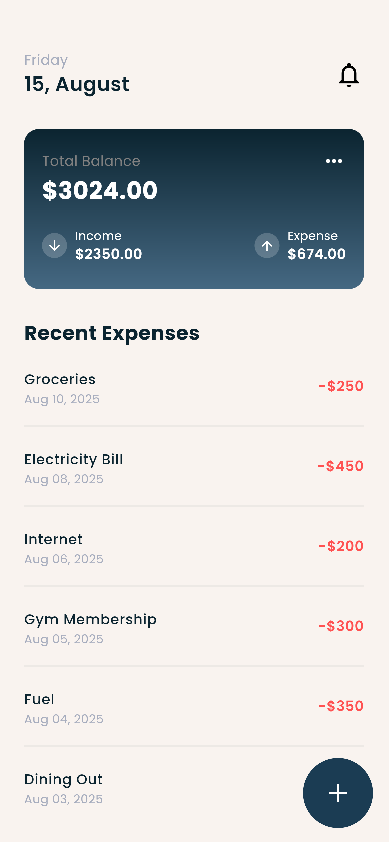 Friday
15, August
Total Balance
$3024.00
Income
$2350.00
Expense
$674.00
Recent Expenses
Groceries
Aug 10, 2025
-$250
Electricity Bill
Aug 08, 2025
-$450
Internet
Aug 06, 2025
-$200
Gym Membership
Aug 05, 2025
-$300
Fuel
Aug 04, 2025
-$350
Dining Out
Aug 03, 2025